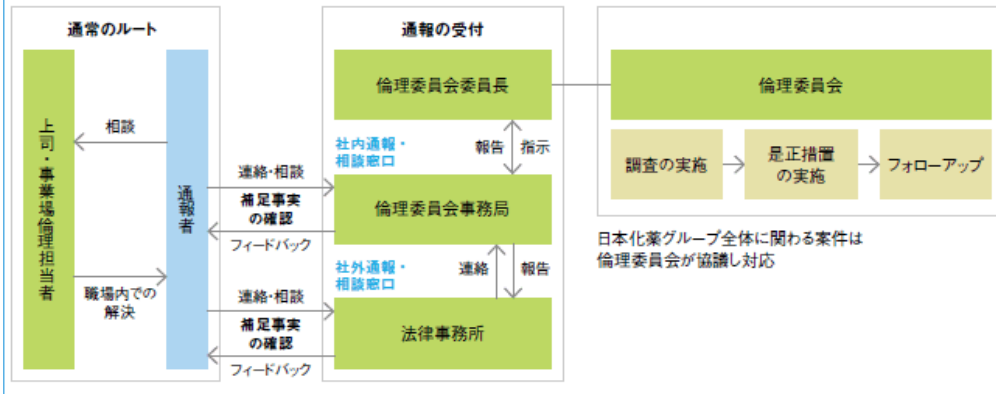 通常のルート
上司・事業場倫理担当者
相談
職場内での
解決
通報者
連絡・相談
補足事実
の確認
フィードバック
連絡・相談
補足事実
の確認
フィードバック
通報の受付
倫理委員会委員長
社内通報・
相談窓口
報告
指示
倫理委員会事務局
社外通報・
相談窓口
連絡
報告
法律事務所
倫理委員会
調査の実施
是正措置
の実施
フォローアップ
日本化薬グループ全体に関わる案件は
倫理委員会が協議し対応